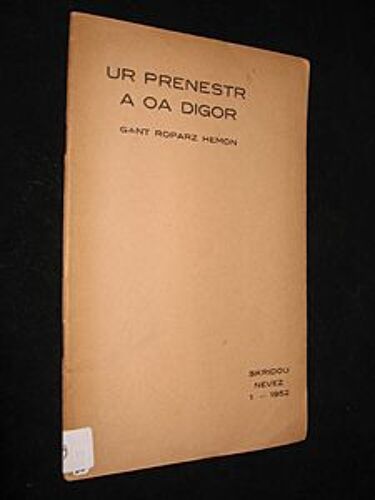 UR PRENESTR
A OA DIGOR
GANT ROPARZ HEMON
SKRIDOU
NEVEZ
1 — 1952